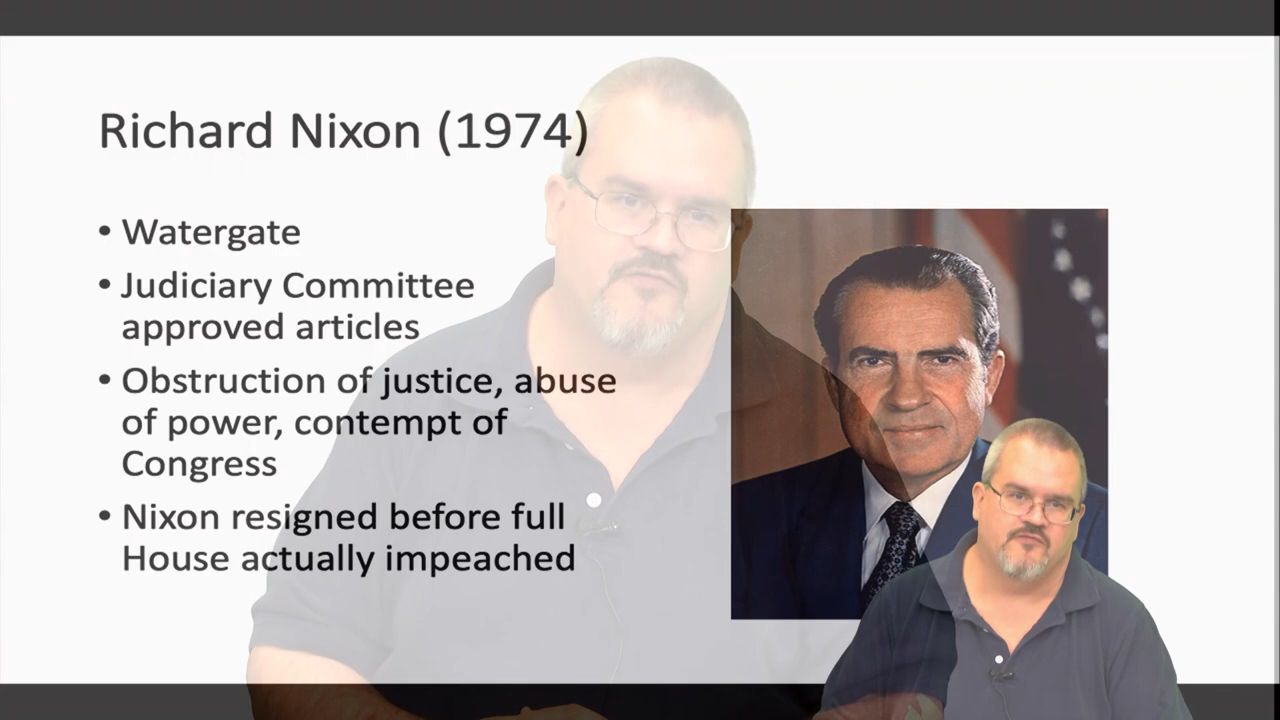 Richard Nixon (1974)
• Watergate
• Judiciary Committee
approved articles
• Obstruction of justice, abuse
of power, contempt of
Congress
• Nixon resigned before full
House actually impeached